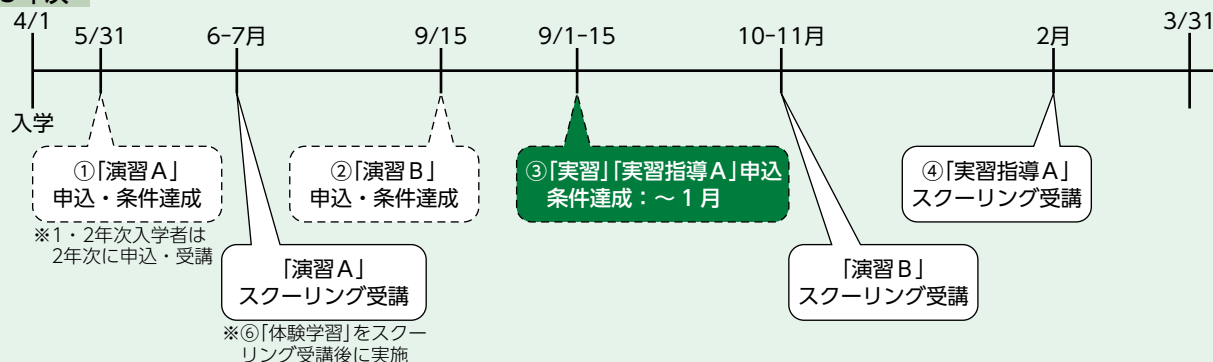 4/1
5/31
6-7月
9/15
9/1-15
10-11月
2月
3/31
入学
①「演習A」
申込・条件達成
※1・2年次入学者は
2年次に申込・受講
「演習A」
スクーリング受講
※⑥「体験学習」をスクー
リング受講後に実施
②「演習B」
申込・条件達成
③「実習」「実習指導A」申込
条件達成：～1月
「演習B」
スクーリング受講
④「実習指導A」
スクーリング受講